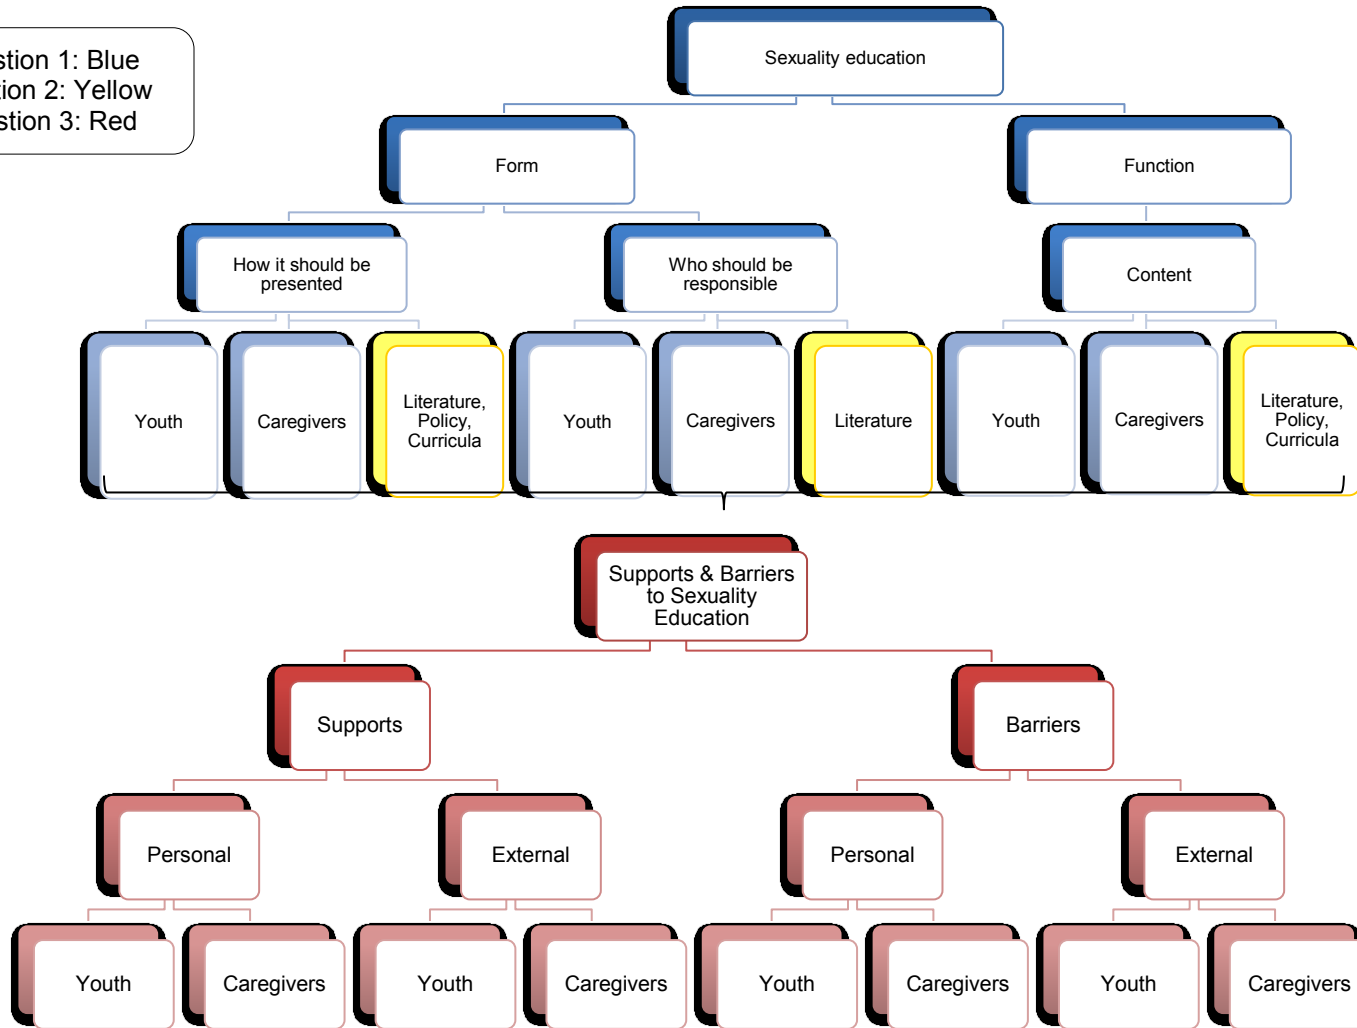 stion 1: Blue
tion 2: Yellow
stion 3: Red
Sexuality education
Form
Function
How it should be
presented
Who should be
responsible
Content
Youth
Caregivers
Literature,
Policy,
Curricula
Youth
Caregivers
Literature
Youth
Caregivers
Literature,
Policy,
Curricula
Supports & Barriers
to Sexuality
Education
Supports
Barriers
Personal
External
Personal
External
Youth
Caregivers
Youth
Caregivers
Youth
Caregivers
Youth
Caregivers